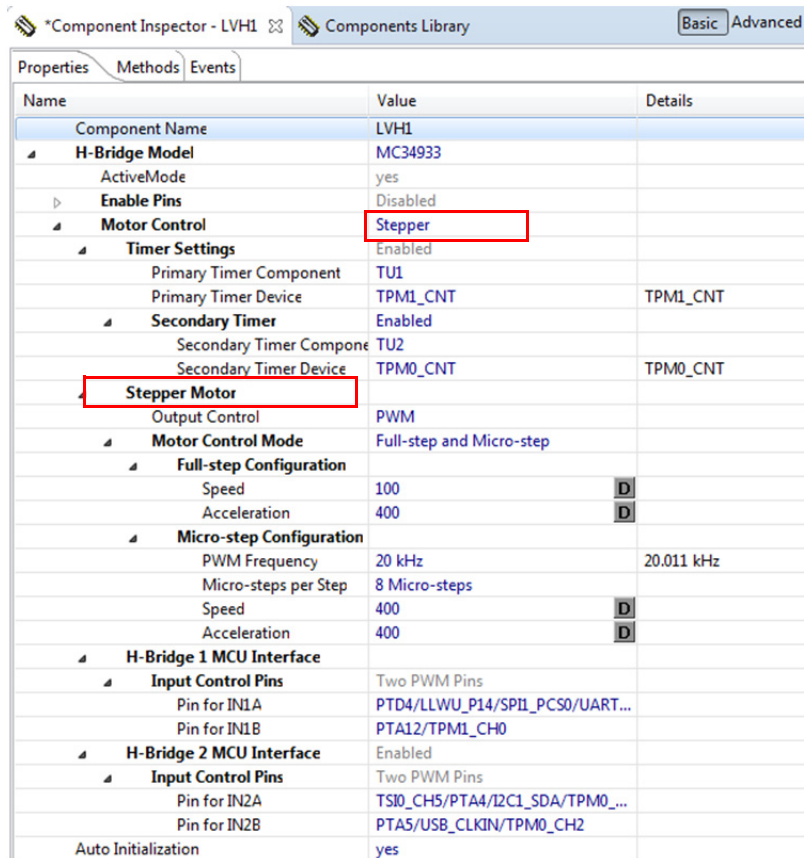 *Component Inspector - LVH1 Components Library Basic Advanced
Properties Methods Events
Name Value Details
Component Name LVH1
H-Bridge Model MC34933
ActiveMode yes
Enable Pins Disabled
Motor Control Stepper
Timer Settings Enabled
Primary Timer Component TU1
Primary Timer Device TPM1_CNT TPM1_CNT
Secondary Timer Enabled
Secondary Timer Compone TU2
Secondary Timer Device TPM0_CNT TPM0_CNT
Stepper Motor
Output Control PWM
Motor Control Mode Full-step and Micro-step
Full-step Configuration
Speed 100 D
Acceleration 400 D
Micro-step Configuration
PWM Frequency 20 kHz 20.011 kHz
Micro-steps per Step 8 Micro-steps
Speed 400 D
Acceleration 400 D
H-Bridge 1 MCU Interface
Input Control Pins Two PWM Pins
Pin for IN1A PTD4/LLWU_P14/SPI1_PCS0/UART...
Pin for IN1B PTA12/TPM1_CH0
H-Bridge 2 MCU Interface Enabled
Input Control Pins Two PWM Pins
Pin for IN2A TSI0_CH5/PTA4/I2C1_SDA/TPM0_...
Pin for IN2B PTA5/USB_CLKIN/TPM0_CH2
Auto Initialization yes